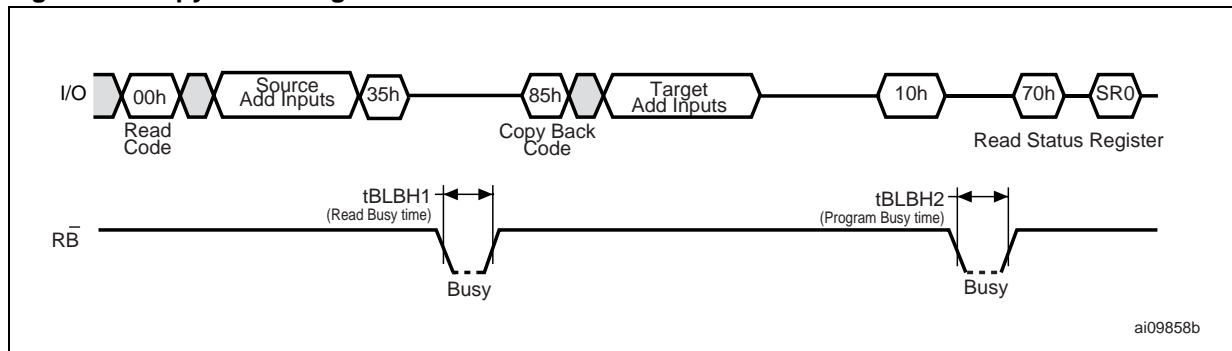 I/O
00h
Source
Add Inputs
35h
85h
Target
Add Inputs
10h
70h
SR0
Read
Code
Copy Back
Code
Read Status Register
tBLBH1
(Read Busy time)
tBLBH2
(Program Busy time)
RB̅
Busy
Busy
ai09858b